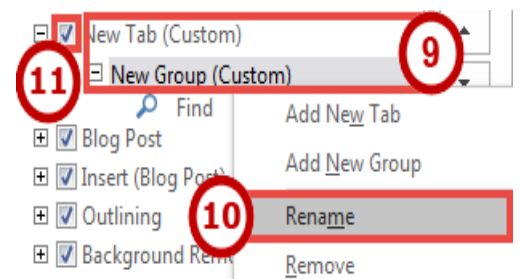 New Tab (Custom)
9
11
New Group (Custom)
Find
Add New Tab
Blog Post
Add New Group
Insert (Blog Post)
Outlining
10
Rename
Background
Remove